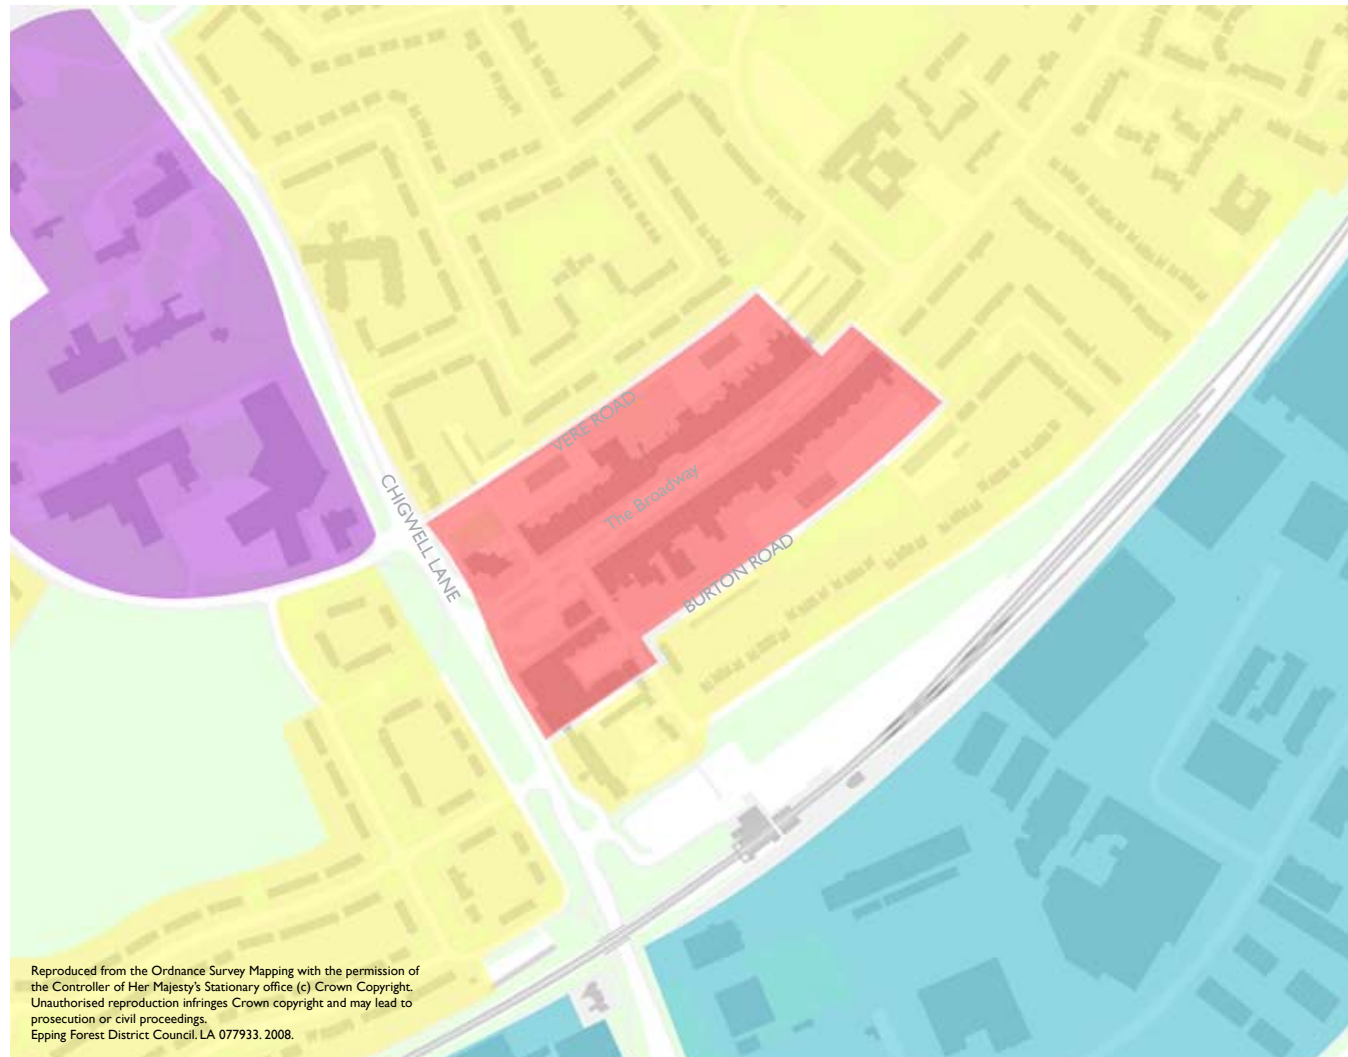 VERE ROAD
CHIGWELL LANE
The Broadway
BURTON ROAD
Reproduced from the Ordnance Survey Mapping with the permission of
the Controller of Her Majesty's Stationary office (c) Crown Copyright.
Unauthorised reproduction infringes Crown copyright and may lead to
prosecution or civil proceedings.
Epping Forest District Council. LA 077933. 2008.